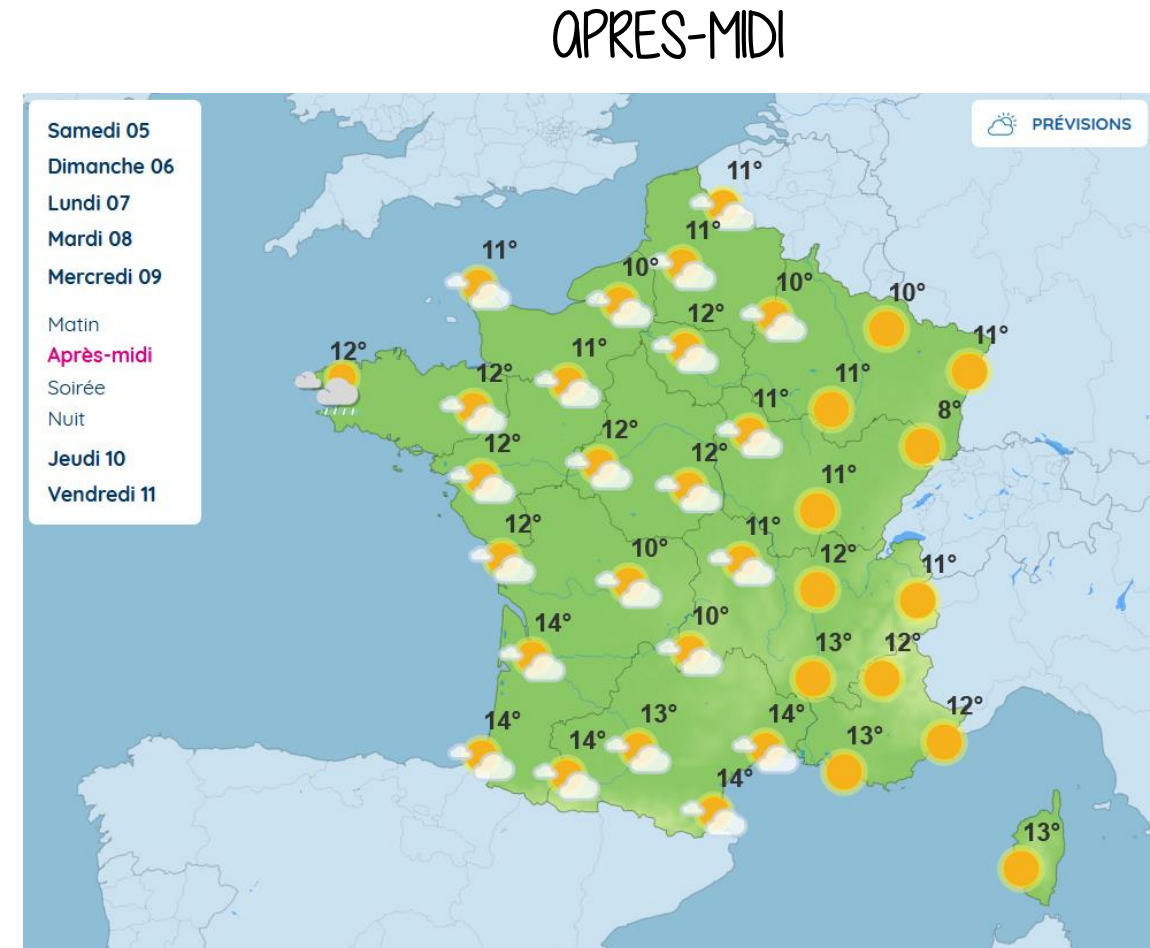 APRES-MIDI
Samedi 05
Dimanche 06
Lundi 07
Mardi 08
Mercredi 09
Matin
Après-midi
Soirée
Nuit
Jeudi 10
Vendredi 11
PRÉVISIONS
11°
11°
11°
10°
10°
10°
12°
11°
12°
11°
12°
11°
11°
8°
12°
12°
12°
11°
12°
11°
10°
12°
11°
14°
10°
13°
12°
14°
13°
14°
12°
14°
13°
14°
13°